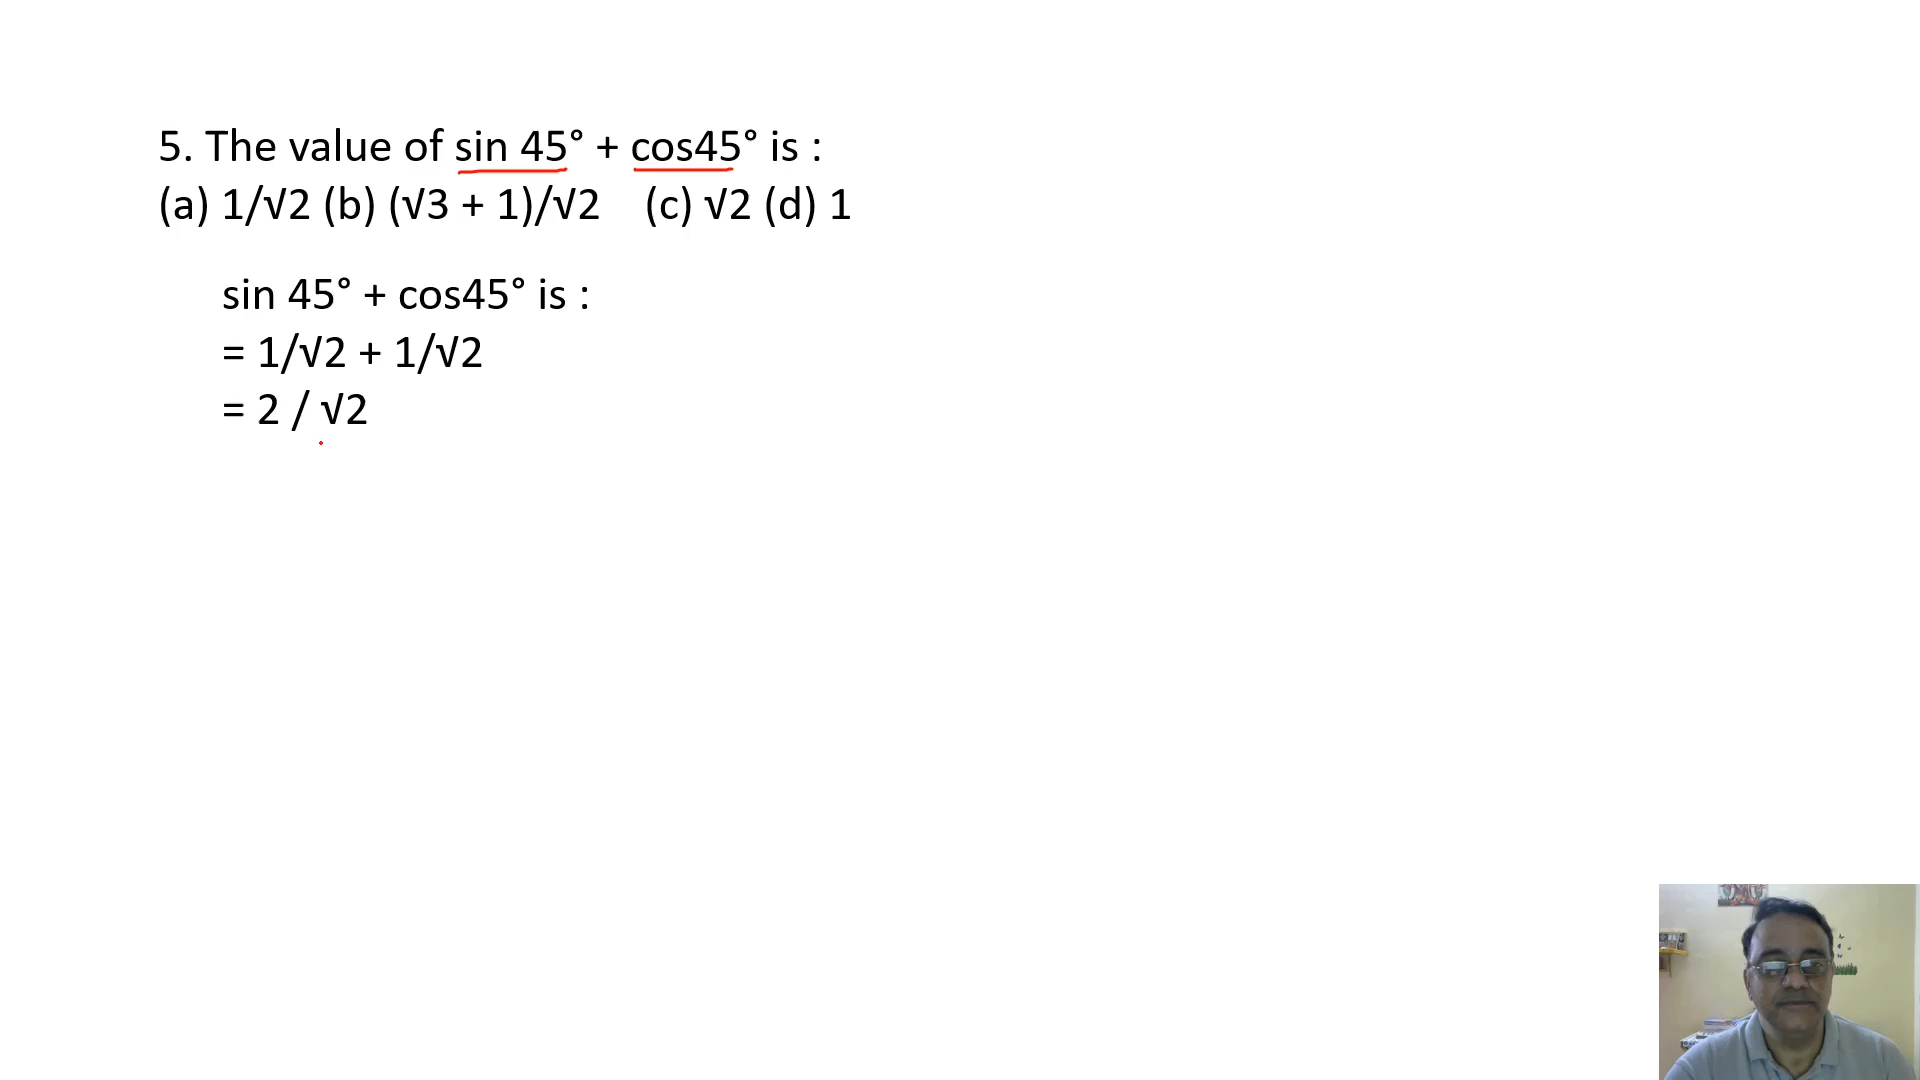 5. The value of sin 45° + cos45° is :
(a) 1/√2 (b) (√3 + 1)/√2 (c) √2 (d) 1
sin 45° + cos45° is :
= 1/√2 + 1/√2
= 2 / √2